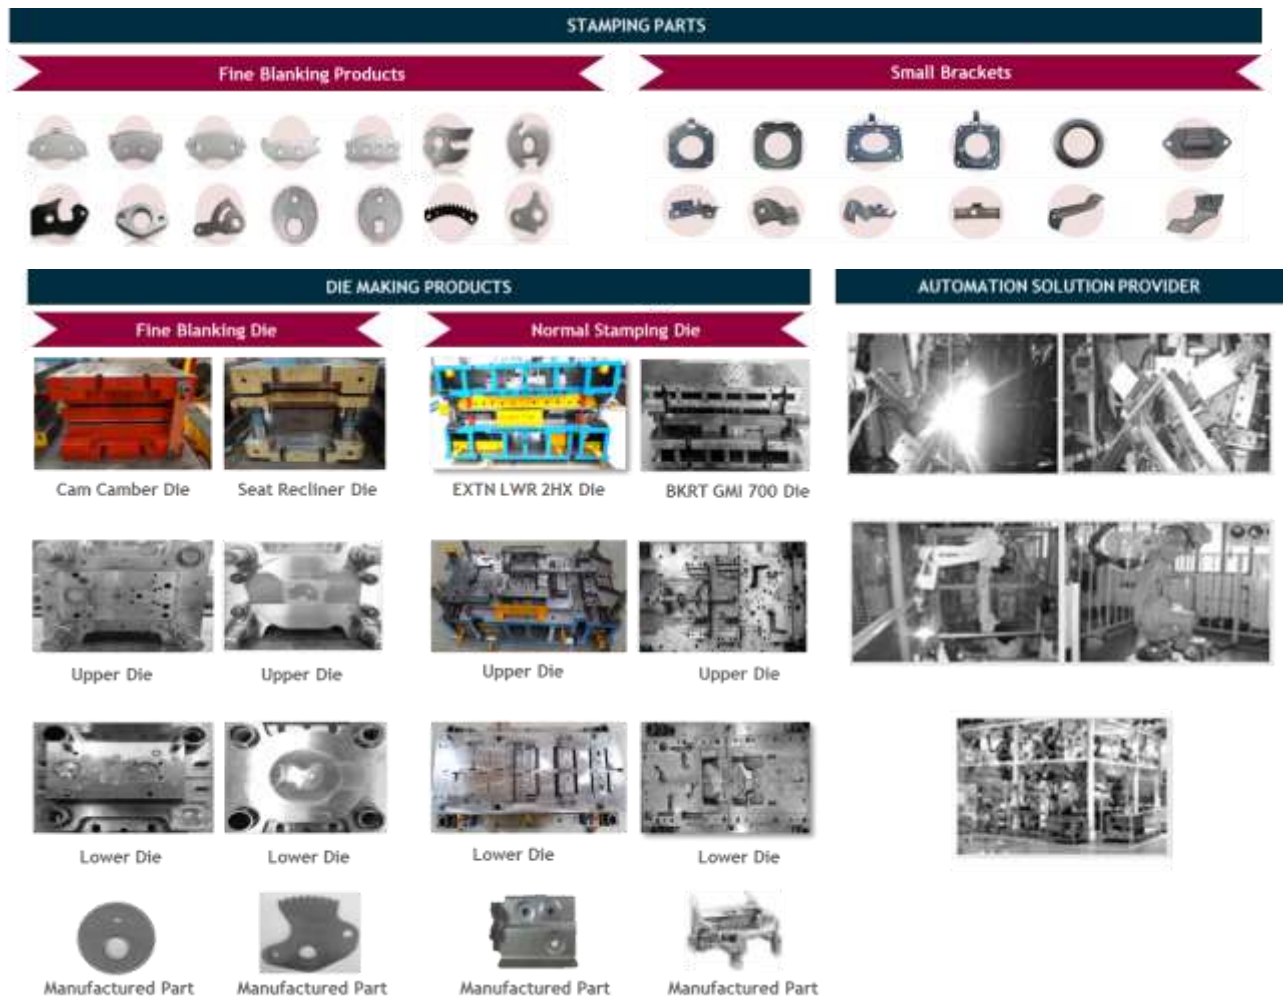 STAMPING PARTS
Fine Blanking Products
Small Brackets
DIE MAKING PRODUCTS
AUTOMATION SOLUTION PROVIDER
Fine Blanking Die
Normal Stamping Die
Cam Camber Die
Seat Recliner Die
EXTN LWR 2HX Die
BKRT GMI 700 Die
Upper Die
Upper Die
Upper Die
Upper Die
Lower Die
Lower Die
Lower Die
Lower Die
Manufactured Part
Manufactured Part
Manufactured Part
Manufactured Part